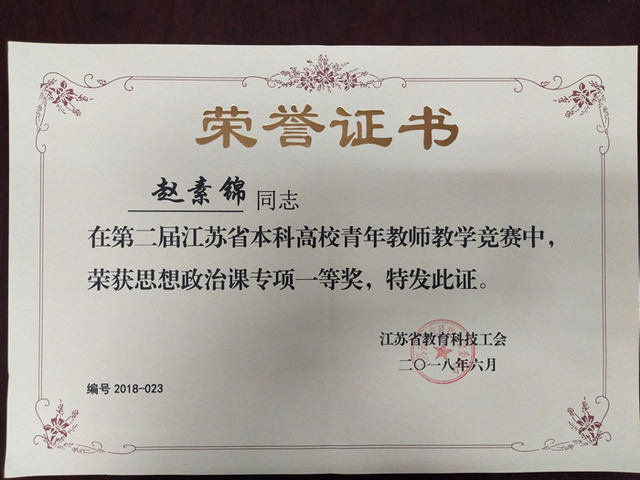 荣誉证书
赵素锦 同志
在第二届江苏省本科高校青年教师教学竞赛中，
荣获思想政治课专项一等奖，特发此证。
江苏省教育科技工会
二〇一八年六月
编号 2018-023